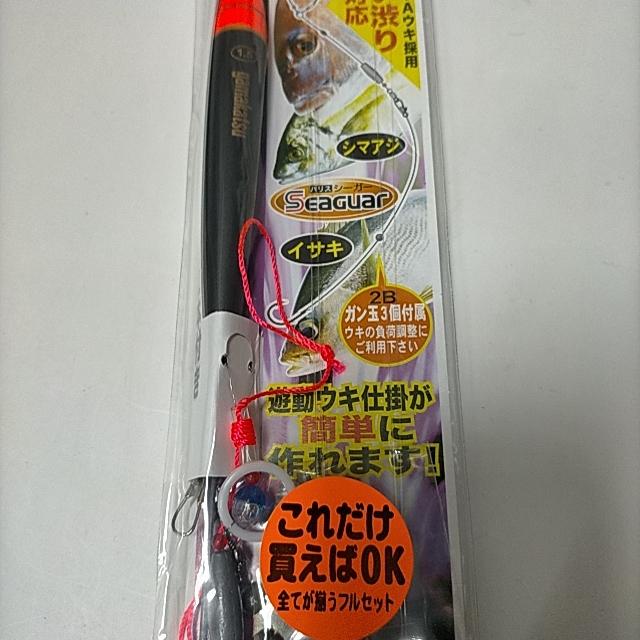 Aウキ採用
渋り
対応
シマアジ
ハリス シーガー
SEAGUAR
イサキ
2B
ガン玉3個付属
ウキの負荷調整に
ご利用下さい
遊動ウキ仕掛が
簡単に
作れます!
これだけ
買えばOK
全てが揃うフルセット